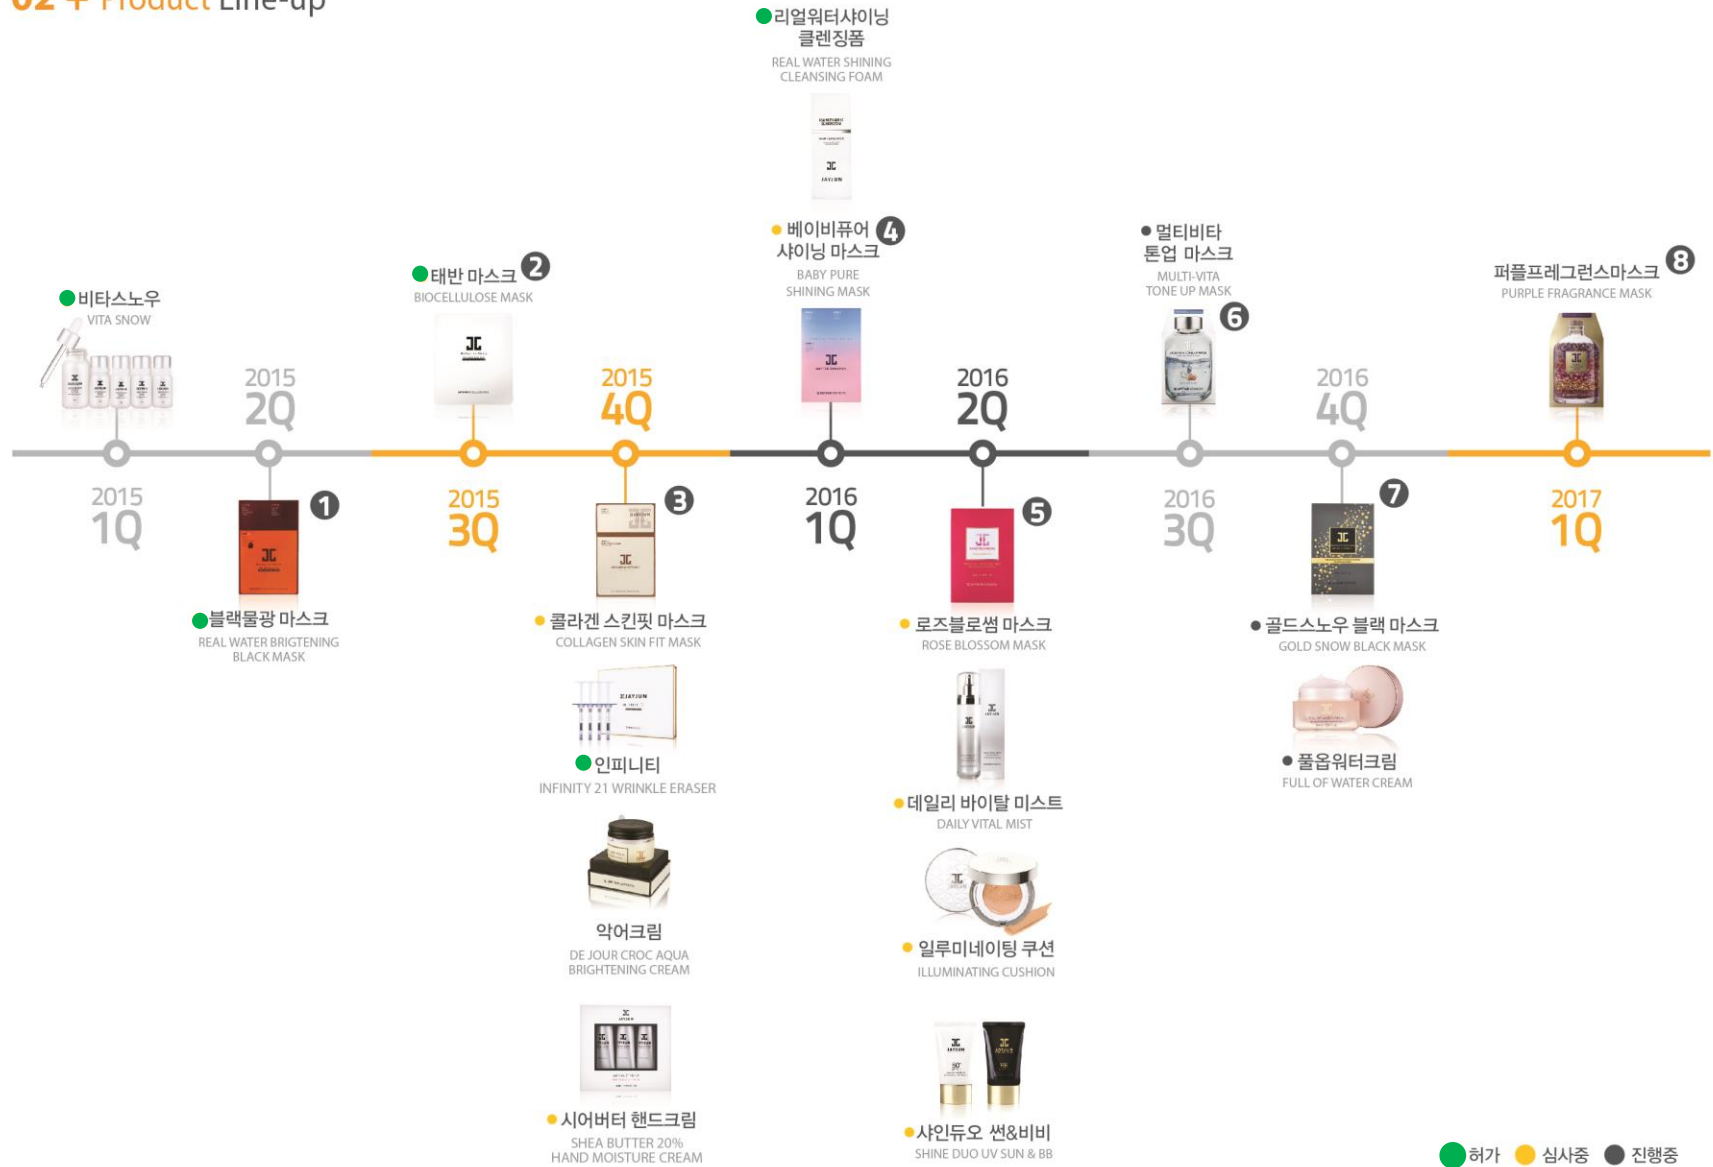 02 + Product Line-up
리얼워터샤이닝
클렌징폼
REAL WATER SHINING
CLEANSING FOAM
JAYJUN
베이비퓨어 4
샤이닝 마스크
BABY PURE
SHINING MASK
멀티비타
톤업 마스크
MULTI-VITA
TONE UP MASK
6
퍼플프레그런스마스크 8
PURPLE FRAGRANCE MASK
태반 마스크 2
BIOCELLULOSE MASK
비타스노우
VITA SNOW
2015
2Q
2015
4Q
2016
2Q
2016
4Q
2015
1Q
1
2015
3Q
3
2016
1Q
5
2016
3Q
7
2017
1Q
블랙물광 마스크
REAL WATER BRIGTENING
BLACK MASK
콜라겐 스킨핏 마스크
COLLAGEN SKIN FIT MASK
로즈블로썸 마스크
ROSE BLOSSOM MASK
골드스노우 블랙 마스크
GOLD SNOW BLACK MASK
JAYJUN
인피니티
INFINITY 21 WRINKLE ERASER
데일리 바이탈 미스트
DAILY VITAL MIST
풀옵워터크림
FULL OF WATER CREAM
악어크림
DE JOUR CROC AQUA
BRIGHTENING CREAM
일루미네이팅 쿠션
ILLUMINATING CUSHION
시어버터 핸드크림
SHEA BUTTER 20%
HAND MOISTURE CREAM
샤인듀오 썬&비비
SHINE DUO UV SUN & BB
허가 심사중 진행중